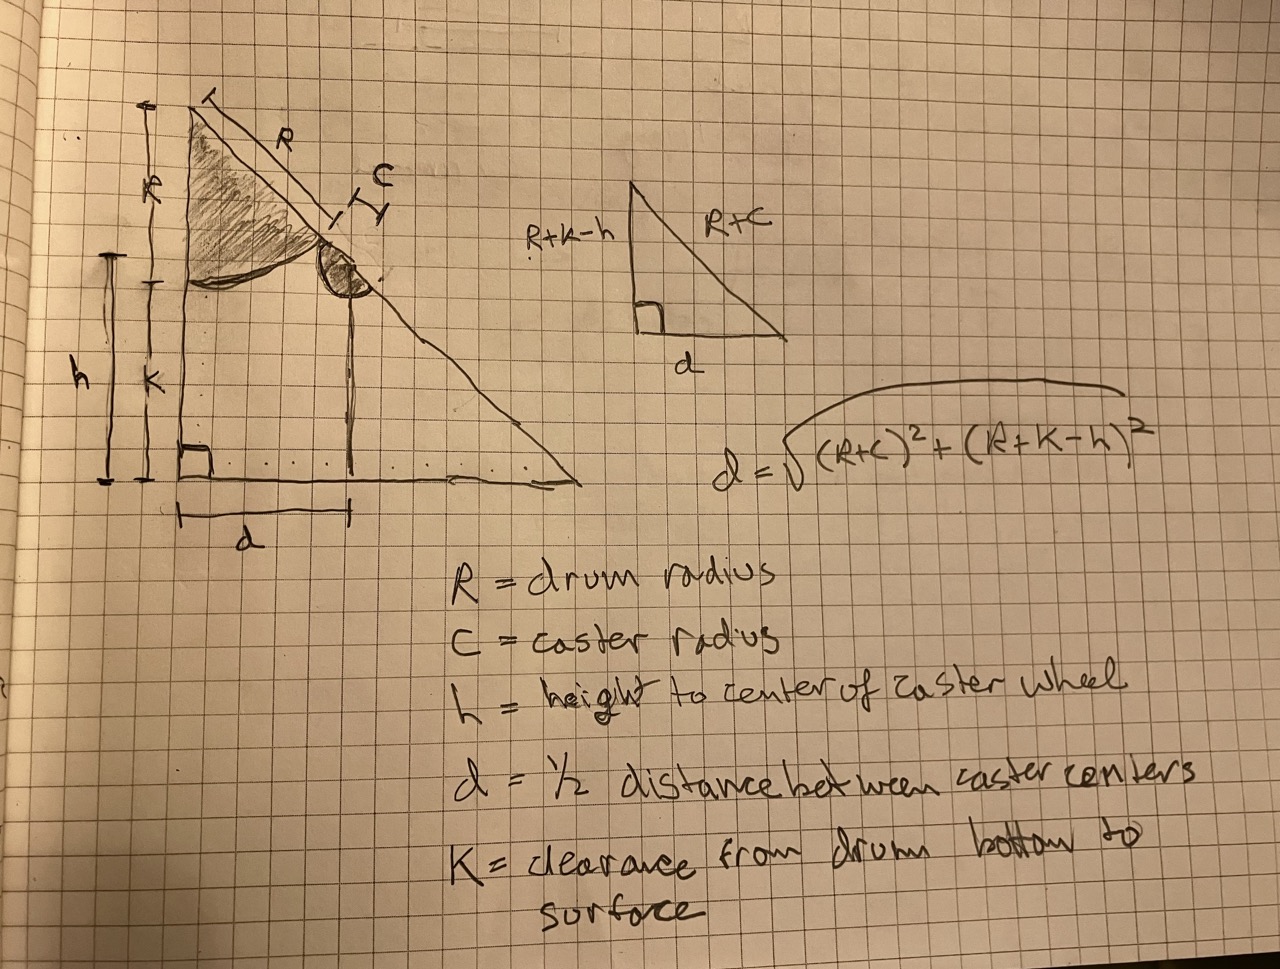 R
C
R
h
K
d
R+K-h
R+C
d
d = √(R+C)² + (R+K-h)²
R = drum radius
C = caster radius
h = height to center of caster wheel
d = ½ distance between caster centers
K = clearance from drum bottom to
surface